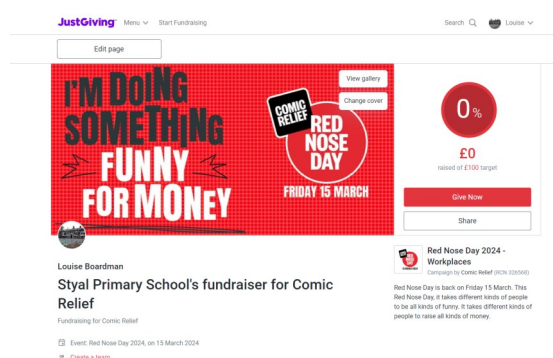 JustGiving
Menu
Start Fundraising
Search
Louise
Edit page
I'M DOING
SOMETHING
FUNNY
FOR MONEY
COMIC
RELIEF
RED
NOSE
DAY
FRIDAY 15 MARCH
View gallery
Change cover
0%
£0
raised of £100 target
Give Now
Share
Louise Boardman
Styal Primary School's fundraiser for Comic
Relief
Fundraising for Comic Relief
Event: Red Nose Day 2024, on 15 March 2024
Create a team
Red Nose Day 2024 -
Workplaces
Campaign by Comic Relief (RCN 326568)
Red Nose Day is back on Friday 15 March. This
Red Nose Day, it takes different kinds of people
to be all kinds of funny. It takes different kinds of
people to raise all kinds of money.